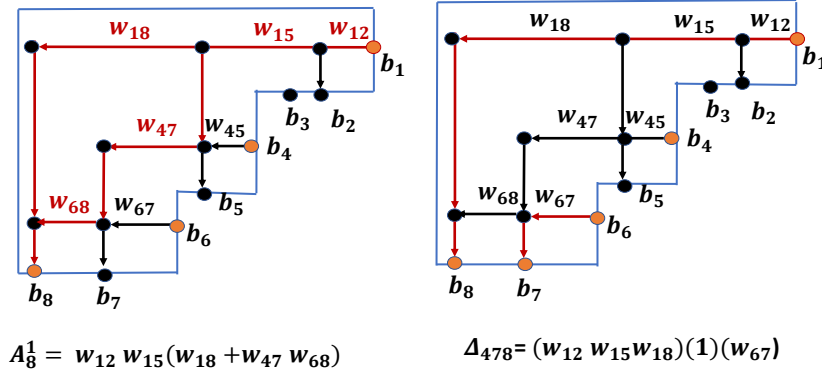 w₁₈ w₁₅ w₁₂
b₁
b₃ b₂
w₄₇ w₄₅
b₄
b₅
w₆₈ w₆₇
b₆
b₈ b₇
A₈¹ = w₁₂ w₁₅(w₁₈ +w₄₇ w₆₈)
w₁₈ w₁₅ w₁₂
b₁
b₃ b₂
w₄₇ w₄₅
b₄
b₅
w₆₈ w₆₇
b₆
b₈ b₇
Δ₄₇₈= (w₁₂ w₁₅w₁₈)(1)(w₆₇)